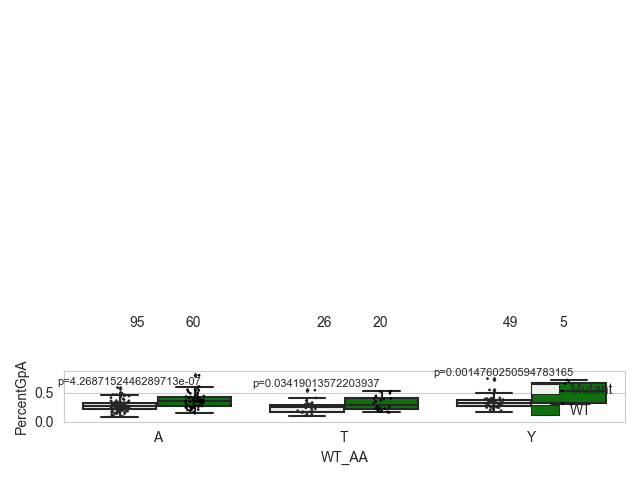 95 60 26 20 49 5
p=0.0014760250594783165
p=4.2687152446289713e-07
p=0.03419013572203937
Mutant
WT
0.5
0.0
PercentGpA
A T Y
WT_AA